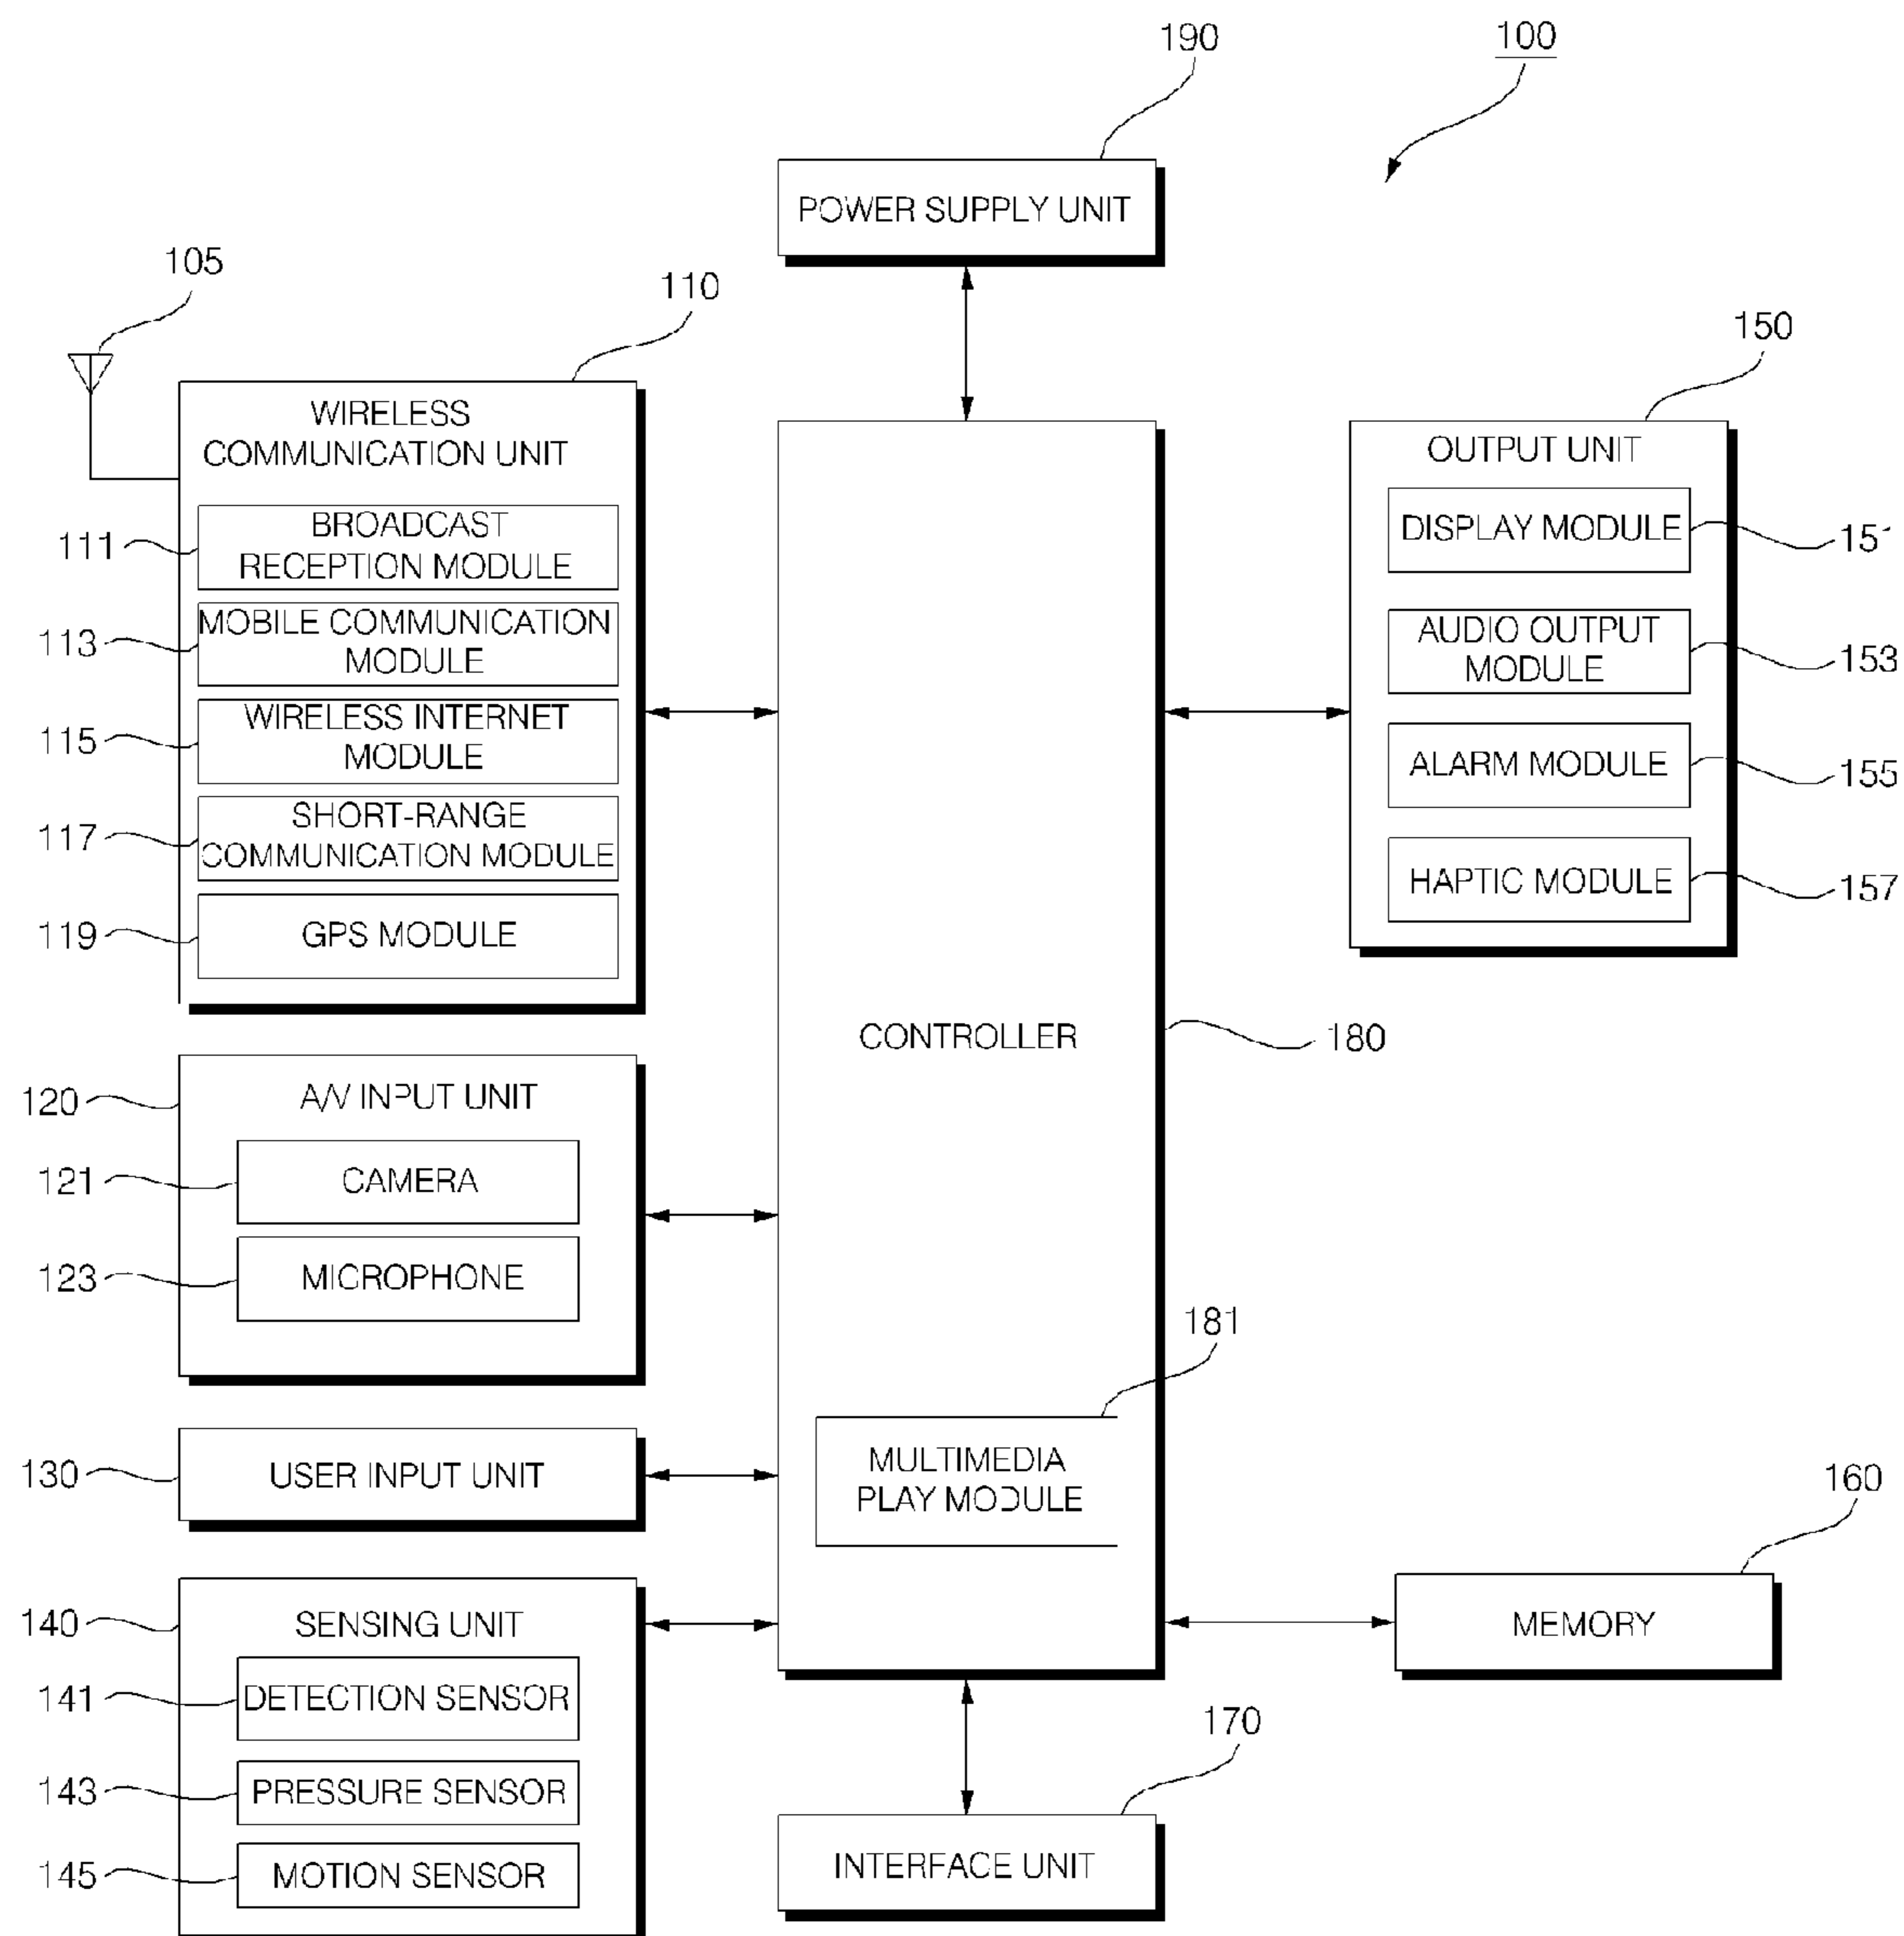 190
100
POWER SUPPLY UNIT
105
110
150
WIRELESS
COMMUNICATION UNIT
OUTPUT UNIT
111
BROADCAST
RECEPTION MODULE
DISPLAY MODULE
151
113
MOBILE COMMUNICATION
MODULE
AUDIO OUTPUT
MODULE
153
115
WIRELESS INTERNET
MODULE
ALARM MODULE
155
117
SHORT-RANGE
COMMUNICATION MODULE
HAPTIC MODULE
157
119
GPS MODULE
CONTROLLER
180
120
A/V INPUT UNIT
121
CAMERA
123
MICROPHONE
181
130
USER INPUT UNIT
MULTIMEDIA
PLAY MODULE
160
140
SENSING UNIT
MEMORY
141
DETECTION SENSOR
170
143
PRESSURE SENSOR
145
MOTION SENSOR
INTERFACE UNIT